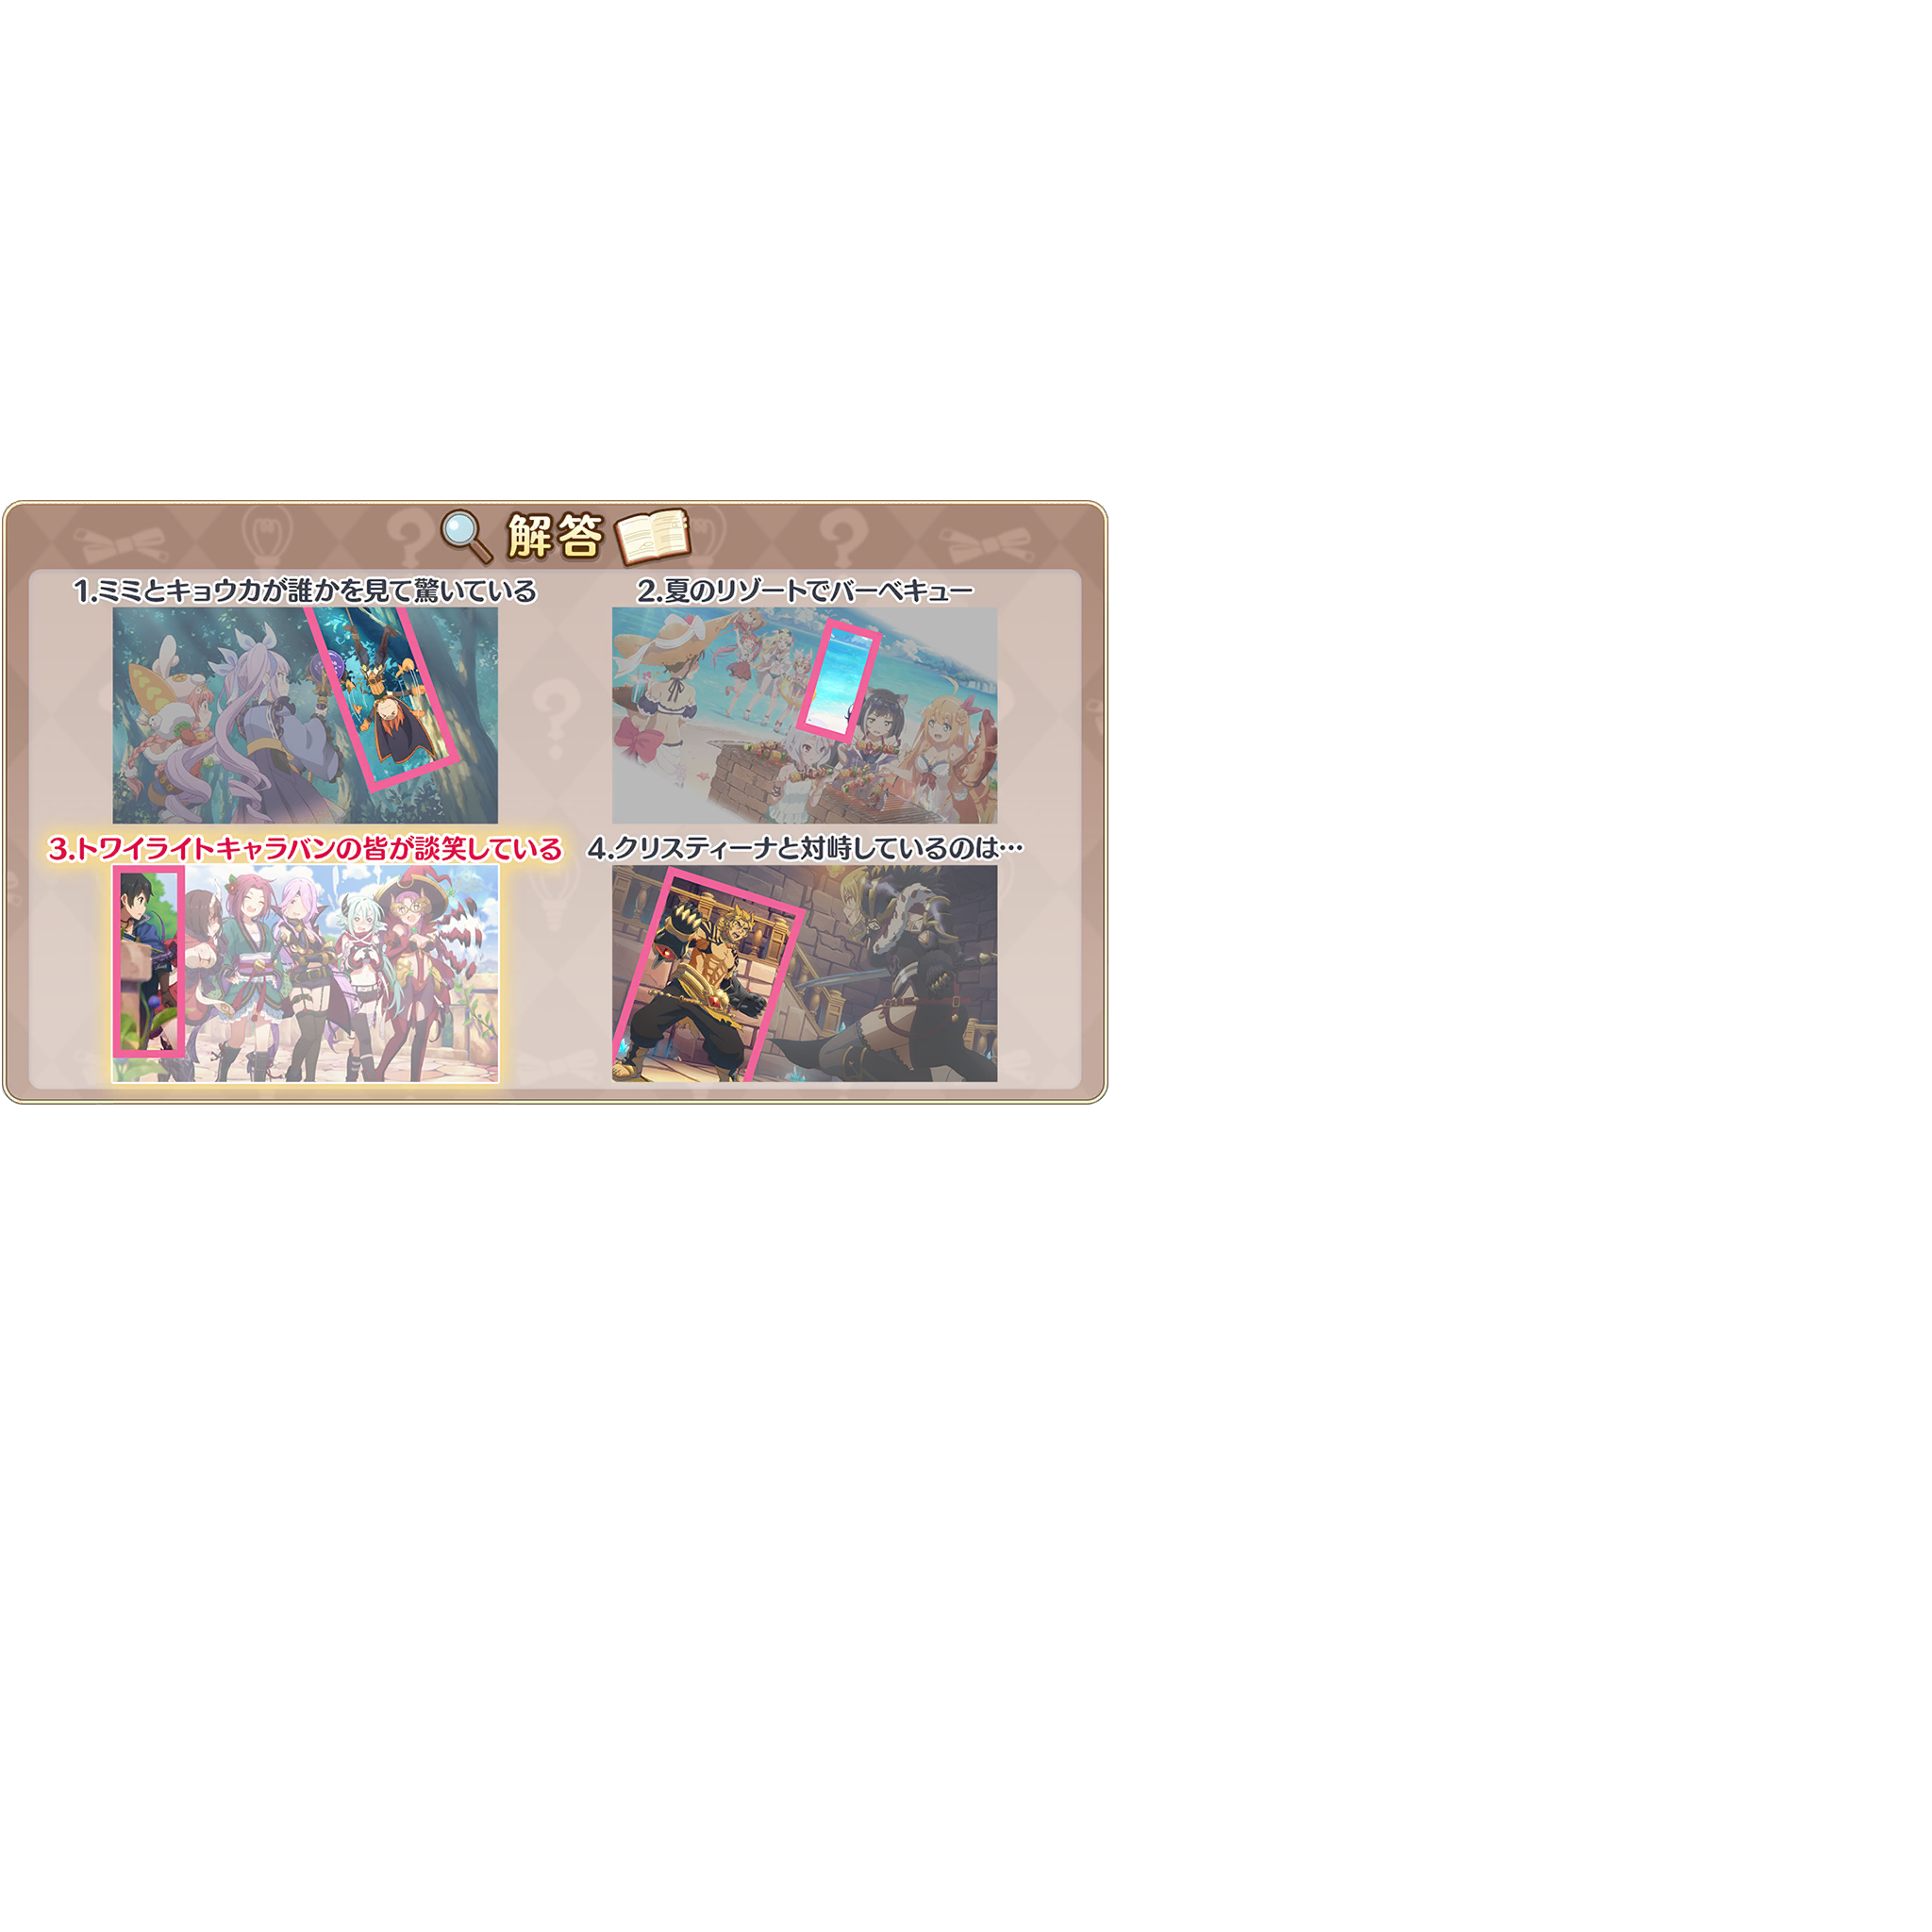 解答
1.ミミとキョウカが誰かを見て驚いている
2.夏のリゾートでバーベキュー
3.トワイライトキャラバンの皆が談笑している
4.クリスティーナと対峙しているのは…